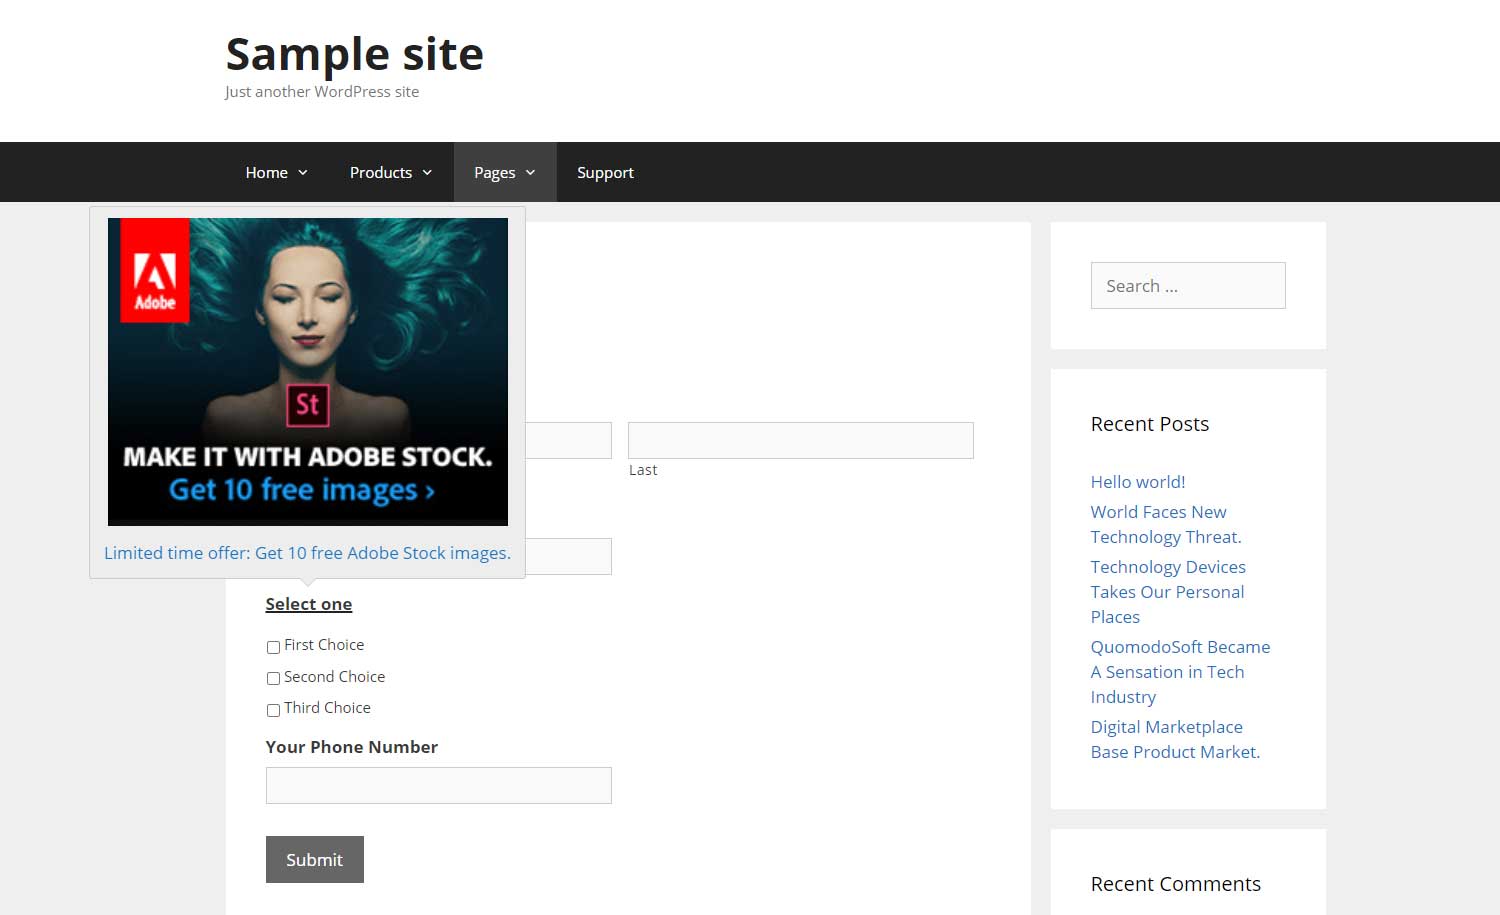 Sample site
Just another WordPress site
Home
Products
Pages
Support
Adobe
St
MAKE IT WITH ADOBE STOCK.
Get 10 free images ›
Limited time offer: Get 10 free Adobe Stock images.
Last
Select one
First Choice
Second Choice
Third Choice
Your Phone Number
Submit
Search ...
Recent Posts
Hello world!
World Faces New
Technology Threat.
Technology Devices
Takes Our Personal
Places
QuomodoSoft Became
A Sensation in Tech
Industry
Digital Marketplace
Base Product Market.
Recent Comments